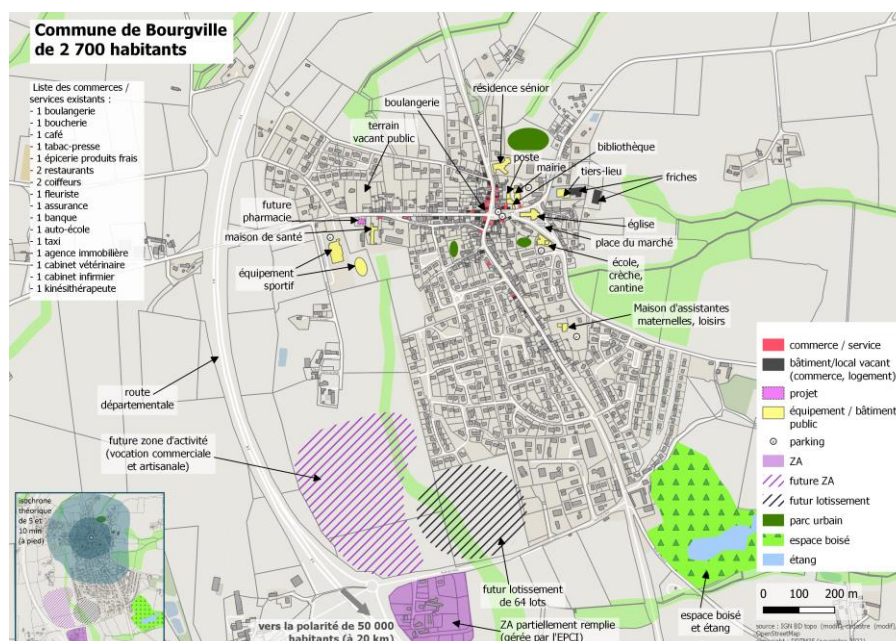 Commune de Bourgville
de 2 700 habitants
Liste des commerces /
services existants :
- 1 boulangerie
- 1 boucherie
- 1 café
- 1 tabac-presse
- 1 épicerie produits frais
- 2 restaurants
- 2 coiffeurs
- 1 fleuriste
- 1 assurance
- 1 banque
- 1 auto-école
- 1 taxi
- 1 agence immobilière
- 1 cabinet vétérinaire
- 1 cabinet infirmier
- 1 kinésithérapeute
résidence sénior
boulangerie
terrain
vacant public
bibliothèque
poste
mairie
tiers-lieu
friches
future
pharmacie
maison de santé
église
place du marché
équipement
sportif
école,
crèche,
cantine
Maison d'assistantes
maternelles, loisirs
route
départementale
future zone d'activité
(vocation commerciale
et artisanale)
commerce / service
bâtiment/local vacant
(commerce, logement)
projet
équipement / bâtiment
public
parking
ZA
future ZA
futur lotissement
parc urbain
espace boisé
étang
isochrone
théorique
de 5 et
10 min
(à pied)
futur lotissement
de 64 lots
vers la polarité de 50 000
habitants (à 20 km)
ZA partiellement remplie
(gérée par l'EPCI)
espace boisé
et étang
0 100 200 m
source : IGN BD topo
OpenStreetMap